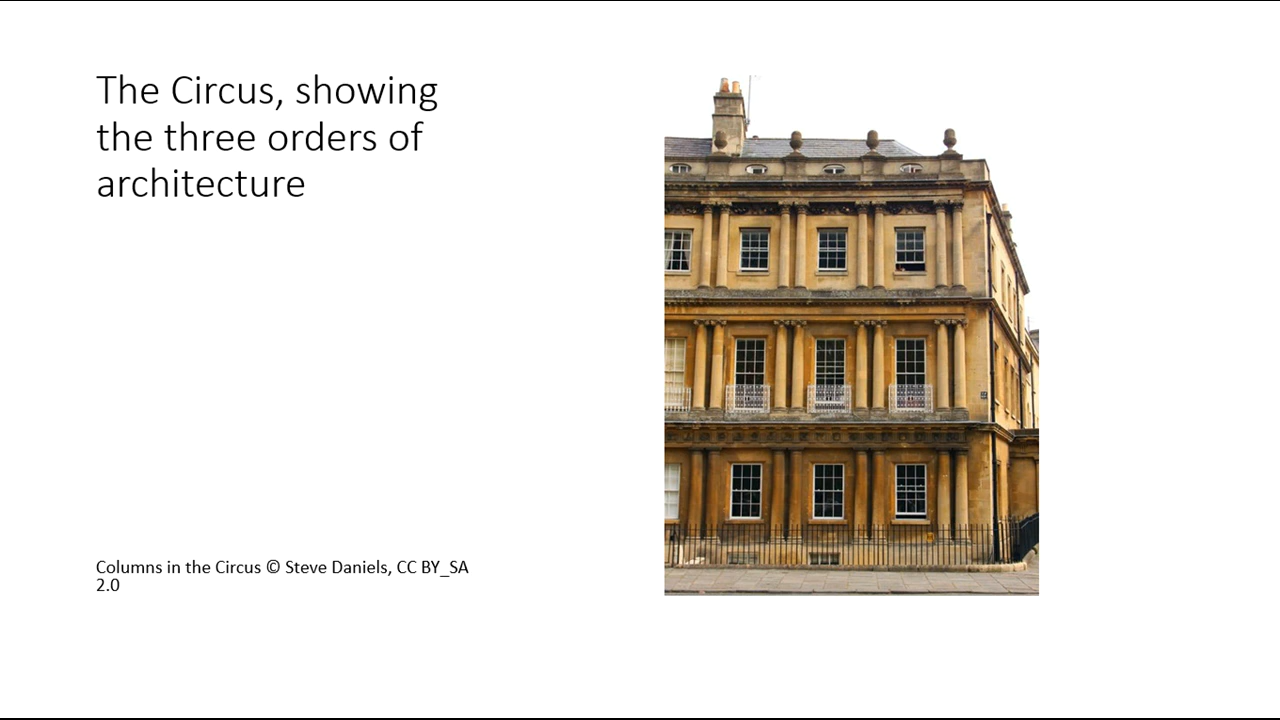 The Circus, showing
the three orders of
architecture
Columns in the Circus © Steve Daniels, CC BY_SA
2.0